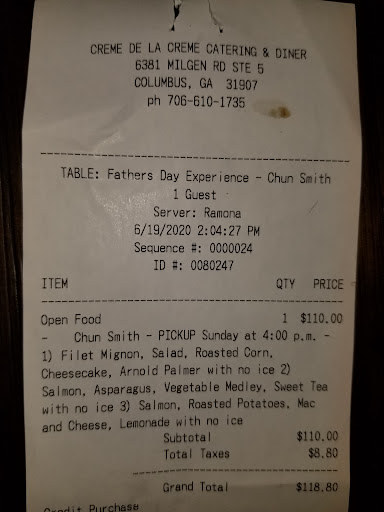 CREME DE LA CREME CATERING & DINER
6381 MILGEN RD STE 5
COLUMBUS, GA 31907
ph 706-610-1735
TABLE: Fathers Day Experience - Chun Smith
1 Guest
Server: Ramona
6/19/2020 2:04:27 PM
Sequence #: 0000024
ID #: 0080247
ITEM QTY PRICE
Open Food 1 $110.00
- Chun Smith - PICKUP Sunday at 4:00 p.m. -
1) Filet Mignon, Salad, Roasted Corn,
Cheesecake, Arnold Palmer with no ice 2)
Salmon, Asparagus, Vegetable Medley, Sweet Tea
with no ice 3) Salmon, Roasted Potatoes, Mac
and Cheese, Lemonade with no ice
Subtotal $110.00
Total Taxes $8.80
Grand Total $118.80
Credit Purchase